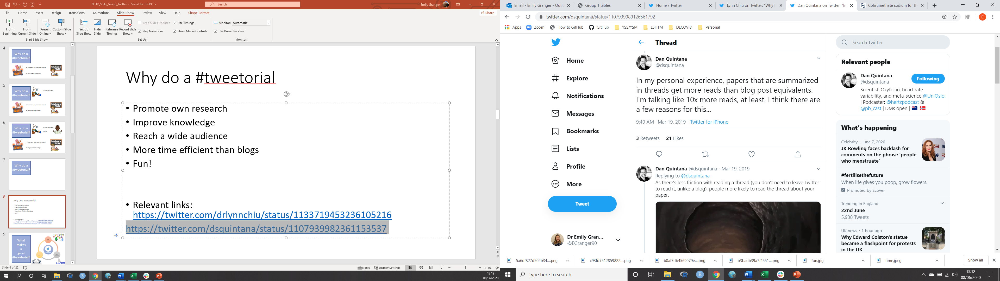 NIHR_Stats_Group_Twitter - Saved to this PC
Search
Emily Granger
File Home Insert Design Transitions Animations Slide Show Review View Help Shape Format
Share
From Beginning
From Current Slide
Present Online
Custom Slide Show
Start Slide Show
Set Up Slide Show
Hide Slide
Rehearse Timings
Record Slide Show
Keep Slides Updated
Play Narrations
Use Timings
Show Media Controls
Set Up
Monitor: Automatic
Use Presenter View
Monitors
4
Why do a
#tweetorial?
Promote your own research
Improve knowledge
5
Why do a
#tweetorial?
Time efficient
Promote your own research
Improve knowledge
6
Why do a
#tweetorial?
Time efficient
Fun!
Promote your own research
Improve knowledge
7
Why do a
#tweetorial?
8
Why do a #tweetorial
Promote own research
Improve knowledge
Reach a wide audience
More time efficient than blogs
Fun!
Relevant links:
9
What
makes
a
great
#tweetorial?
LEARN
Why do a #tweetorial
• Promote own research
• Improve knowledge
• Reach a wide audience
• More time efficient than blogs
• Fun!
• Relevant links:
https://twitter.com/drlynnchiu/status/1133719453236105216
https://twitter.com/dsquintana/status/1107939982361153537
Slide 8 of 22
Notes
Display Settings
114%
13:12
08/06/2020
Email - Emily Granger - Outl
Group 1 tables
Home / Twitter
Lynn Chiu on Twitter: "Why I
Dan Quintana on Twitter: "In
Colistimethate sodium for th
twitter.com/dsquintana/status/1107939989126561792
NP
E
Apps
Zoom
How to GitHub
GitHub
YSS/YSM
LSHTM
DECOVID
Personal
Home
Explore
Notifications
Messages
Bookmarks
Lists
Profile
More
Tweet
Dr Emily Gran...
@EGranger90
Thread
Dan Quintana
@dsquintana
In my personal experience, papers that are summarized
in threads get more reads than blog post equivalents.
I'm talking like 10x more reads, at least. I think there are
a few reasons for this...
9:40 AM · Mar 19, 2019 · Twitter for iPhone
3 Retweets 21 Likes
Dan Quintana @dsquintana · Mar 19, 2019
Replying to @dsquintana
As there's less friction with reading a thread (you don't need to leave Twitter
to read it, unlike a blog), people more likely to read the thread about your
paper.
Search Twitter
Relevant people
Dan Quintana
@dsquintana
Following
Scientist: Oxytocin, heart rate
variability, and meta-science @UniOslo
| Podcaster: @hertzpodcast &
@pb_cast | DMs open |
What's happening
Celebrity · June 7, 2020
JK Rowling faces backlash for
comments on the phrase 'people
who menstruate'
#fertilisethefuture
When life gives you poop, grow flowers.
Promoted by Ecover
Trending in England
22nd June
5,938 Tweets
UK news · 1 hour ago
Why Edward Colston's statue
became a flashpoint for protests
in the UK
5a6df827d502b34....png
c93fd7512859822....png
b0af7db4569079e....png
b3badb39a7f4551....png
fun.jpg
time.jpeg
Show all
Type here to search
13:12
08/06/2020